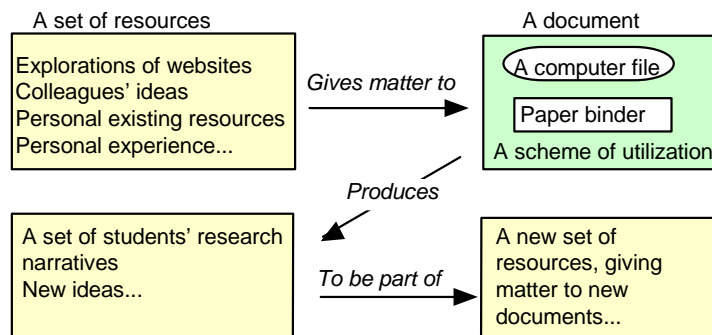 A set of resources
Explorations of websites
Colleagues’ ideas
Personal existing resources
Personal experience...
Gives matter to
A document
A computer file
Paper binder
A scheme of utilization
Produces
A set of students’ research
narratives
New ideas...
To be part of
A new set of
resources, giving
matter to new
documents...